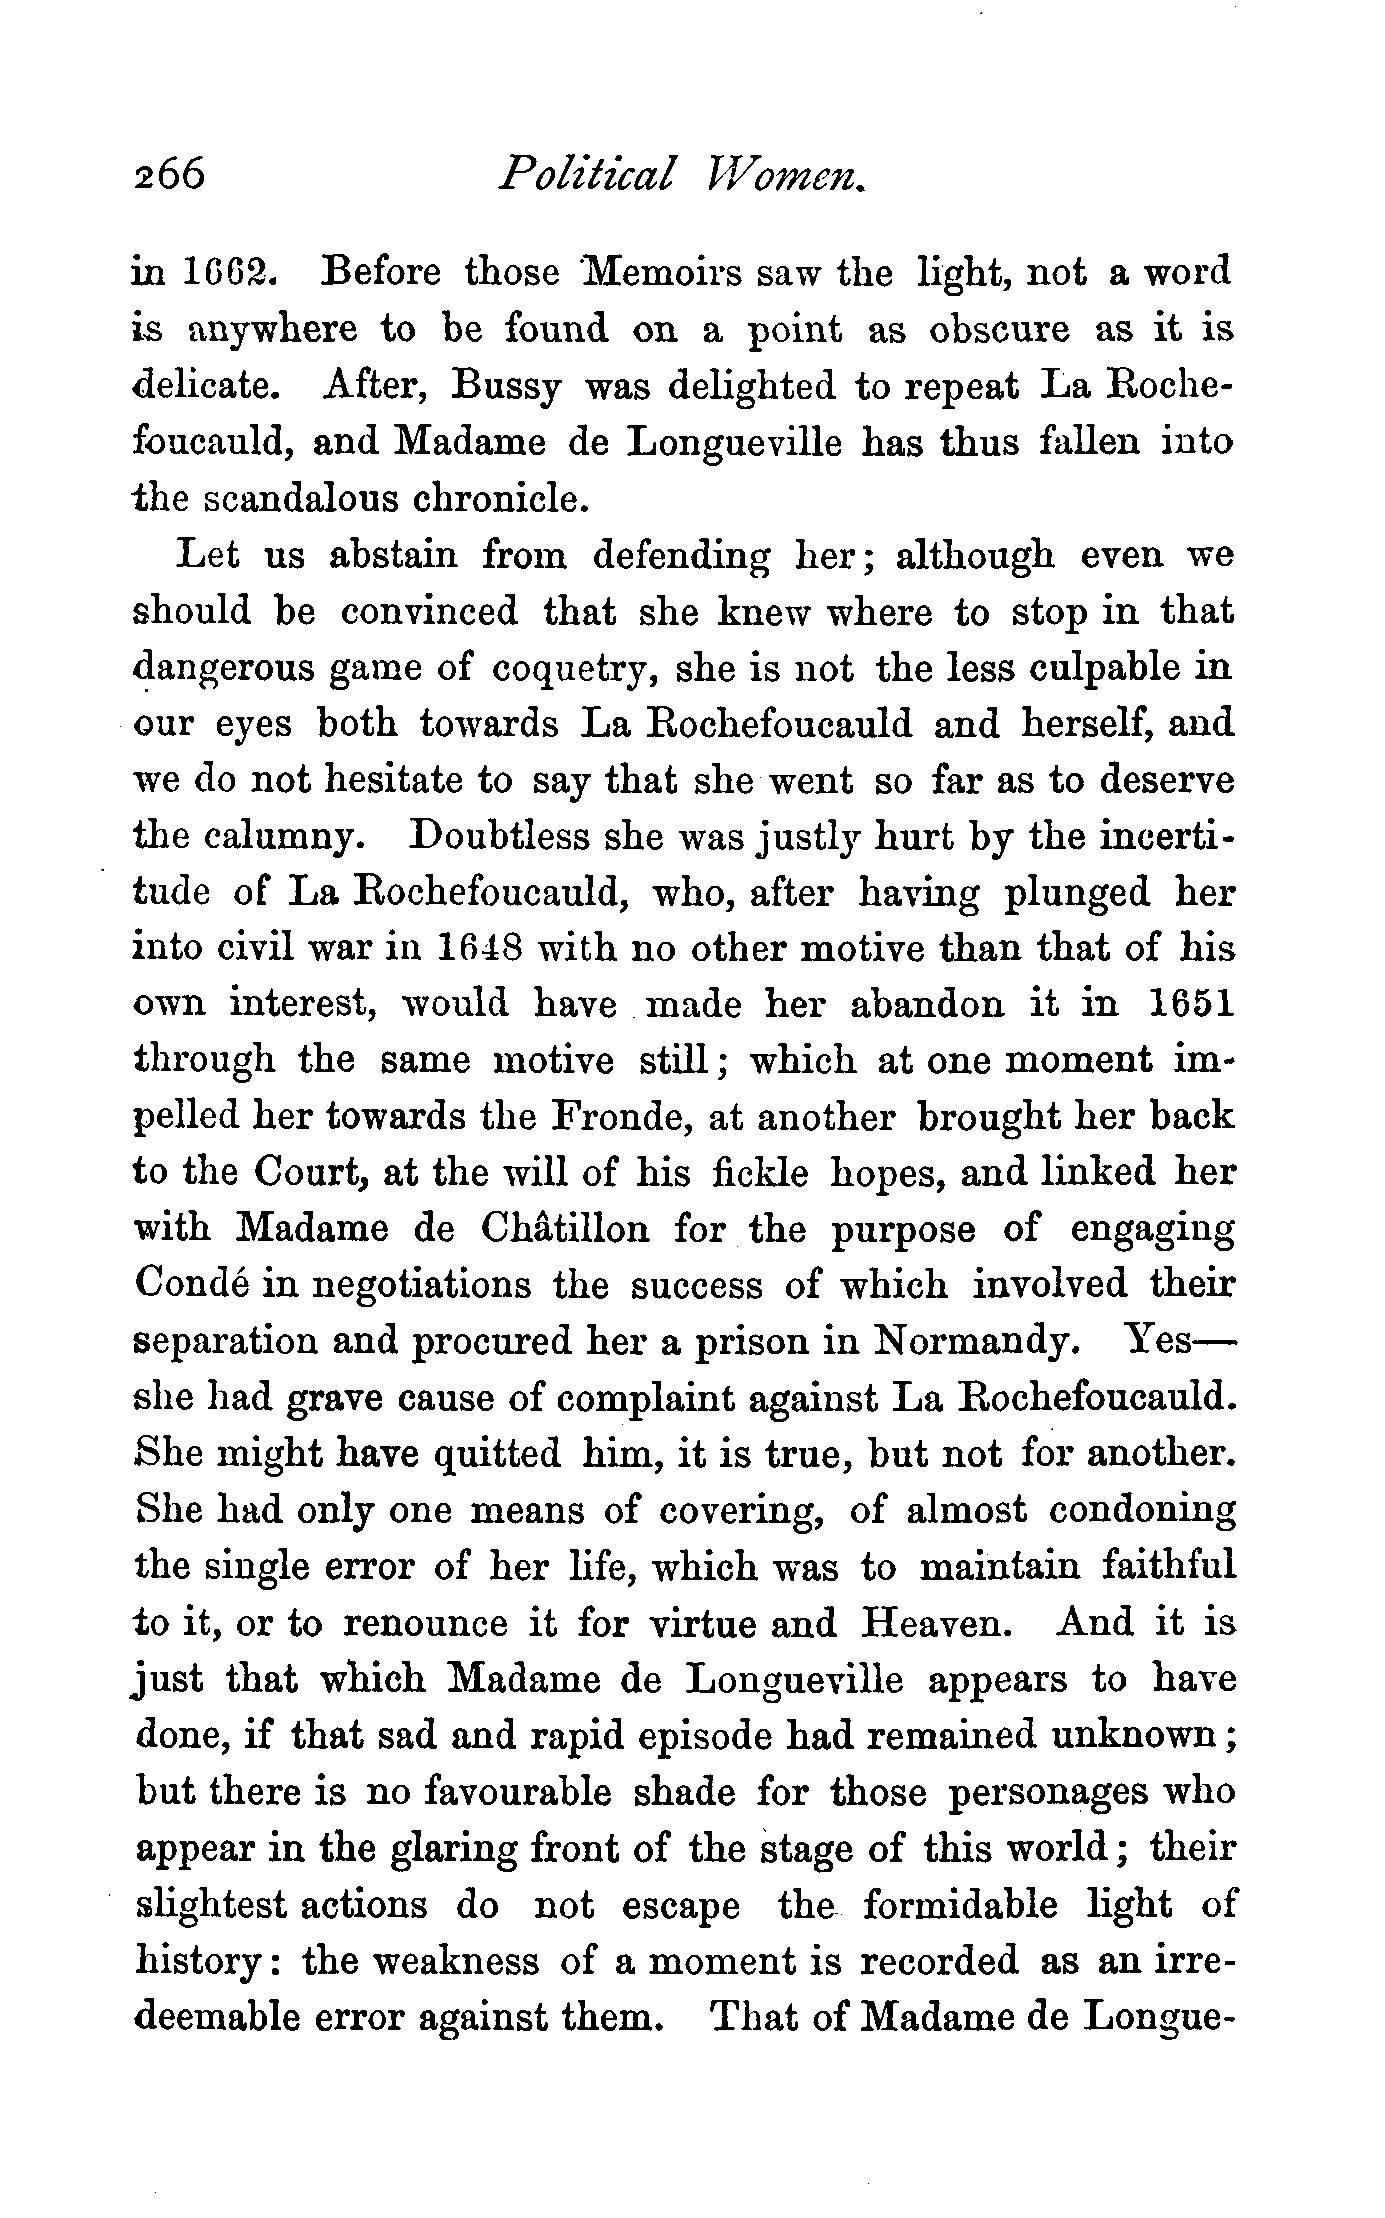 266 Political Women.
in 1662. Before those Memoirs saw the light, not a word
is anywhere to be found on a point as obscure as it is
delicate. After, Bussy was delighted to repeat La Roche-
foucauld, and Madame de Longueville has thus fallen into
the scandalous chronicle.
Let us abstain from defending her; although even we
should be convinced that she knew where to stop in that
dangerous game of coquetry, she is not the less culpable in
our eyes both towards La Rochefoucauld and herself, and
we do not hesitate to say that she went so far as to deserve
the calumny. Doubtless she was justly hurt by the incerti-
tude of La Rochefoucauld, who, after having plunged her
into civil war in 1648 with no other motive than that of his
own interest, would have made her abandon it in 1651
through the same motive still; which at one moment im-
pelled her towards the Fronde, at another brought her back
to the Court, at the will of his fickle hopes, and linked her
with Madame de Châtillon for the purpose of engaging
Condé in negotiations the success of which involved their
separation and procured her a prison in Normandy. Yes—
she had grave cause of complaint against La Rochefoucauld.
She might have quitted him, it is true, but not for another.
She had only one means of covering, of almost condoning
the single error of her life, which was to maintain faithful
to it, or to renounce it for virtue and Heaven. And it is
just that which Madame de Longueville appears to have
done, if that sad and rapid episode had remained unknown;
but there is no favourable shade for those personages who
appear in the glaring front of the stage of this world; their
slightest actions do not escape the formidable light of
history: the weakness of a moment is recorded as an irre-
deemable error against them. That of Madame de Longue-